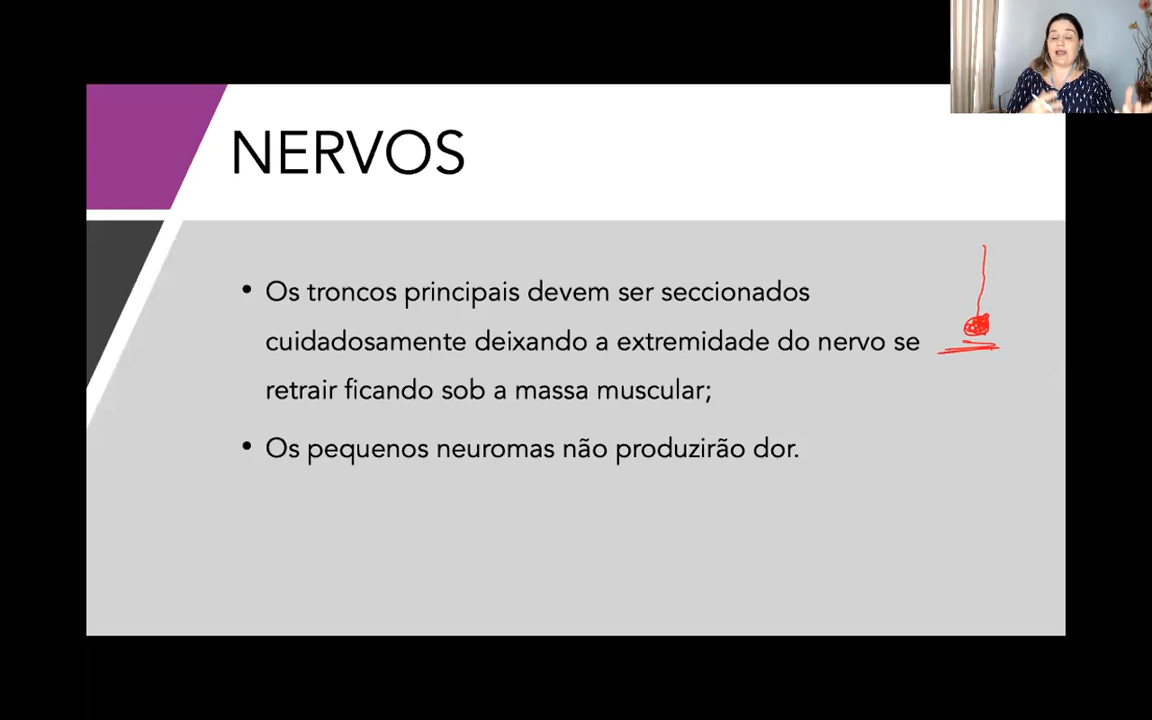 NERVOS
• Os troncos principais devem ser seccionados
cuidadosamente deixando a extremidade do nervo se
retrair ficando sob a massa muscular;
• Os pequenos neuromas não produzirão dor.